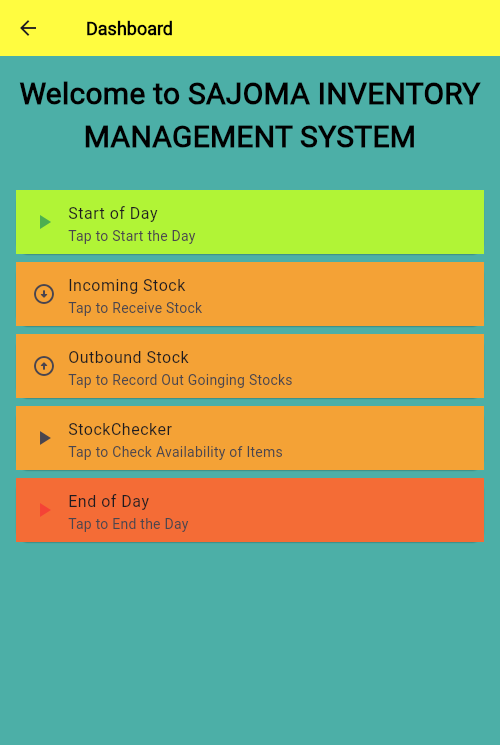 Dashboard
Welcome to SAJOMA INVENTORY
MANAGEMENT SYSTEM
Start of Day
Tap to Start the Day
Incoming Stock
Tap to Receive Stock
Outbound Stock
Tap to Record Out Goinging Stocks
StockChecker
Tap to Check Availability of Items
End of Day
Tap to End the Day